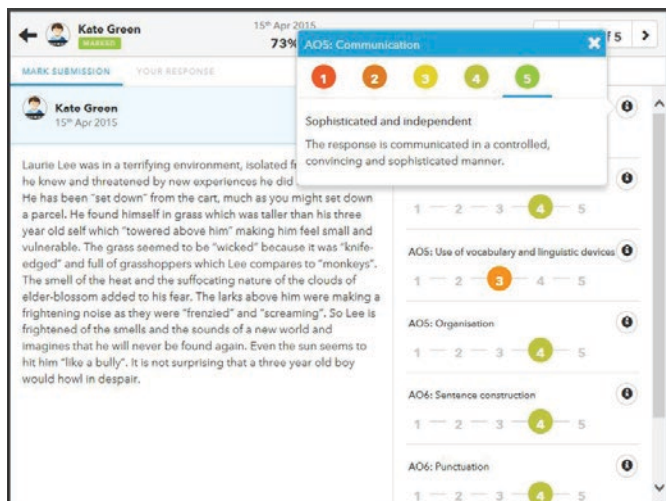 Kate Green
MARKED
15th Apr 2015
73%
of 5
MARK SUBMISSION YOUR RESPONSE
Kate Green
15th Apr 2015
AO5: Communication
1 2 3 4 5
Sophisticated and independent
The response is communicated in a controlled,
convincing and sophisticated manner.
Laurie Lee was in a terrifying environment, isolated
he knew and threatened by new experiences he did
He has been "set down" from the cart, much as you might set down
a parcel. He found himself in grass which was taller than his three
year old self which "towered above him" making him feel small and
vulnerable. The grass seemed to be "wicked" because it was "knife-
edged" and full of grasshoppers which Lee compares to "monkeys".
The smell of the heat and the suffocating nature of the clouds of
elder-blossom added to his fear. The larks above him were making a
frightening noise as they were "frenzied" and "screaming". So Lee is
frightened of the smells and the sounds of a new world and
imagines that he will never be found again. Even the sun seems to
hit him "like a bully". It is not surprising that a three year old boy
would howl in despair.
1 2 3 4 5
AO5: Use of vocabulary and linguistic devices
1 2 3 4 5
AO5: Organisation
1 2 3 4 5
AO6: Sentence construction
1 2 3 4 5
AO6: Punctuation
1 2 3 4 5